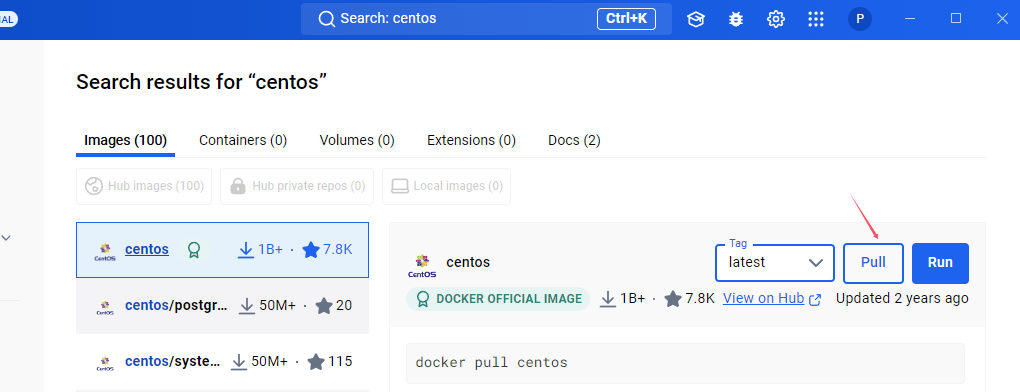 IAL
Search: centos
Ctrl+K
P
Search results for “centos”
Images (100) Containers (0) Volumes (0) Extensions (0) Docs (2)
Hub images (100) Hub private repos (0) Local images (0)
CentOS centos 1B+ · 7.8K
CentOS centos/postgr... 50M+ · 20
CentOS centos/syste... 50M+ · 115
CentOS centos
Tag
latest
Pull
Run
DOCKER OFFICIAL IMAGE 1B+ · 7.8K View on Hub Updated 2 years ago
docker pull centos